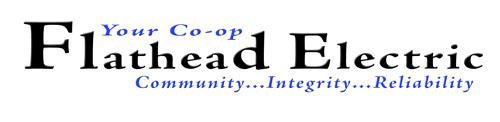 Your Co-op
Flathead Electric
Community...Integrity...Reliability